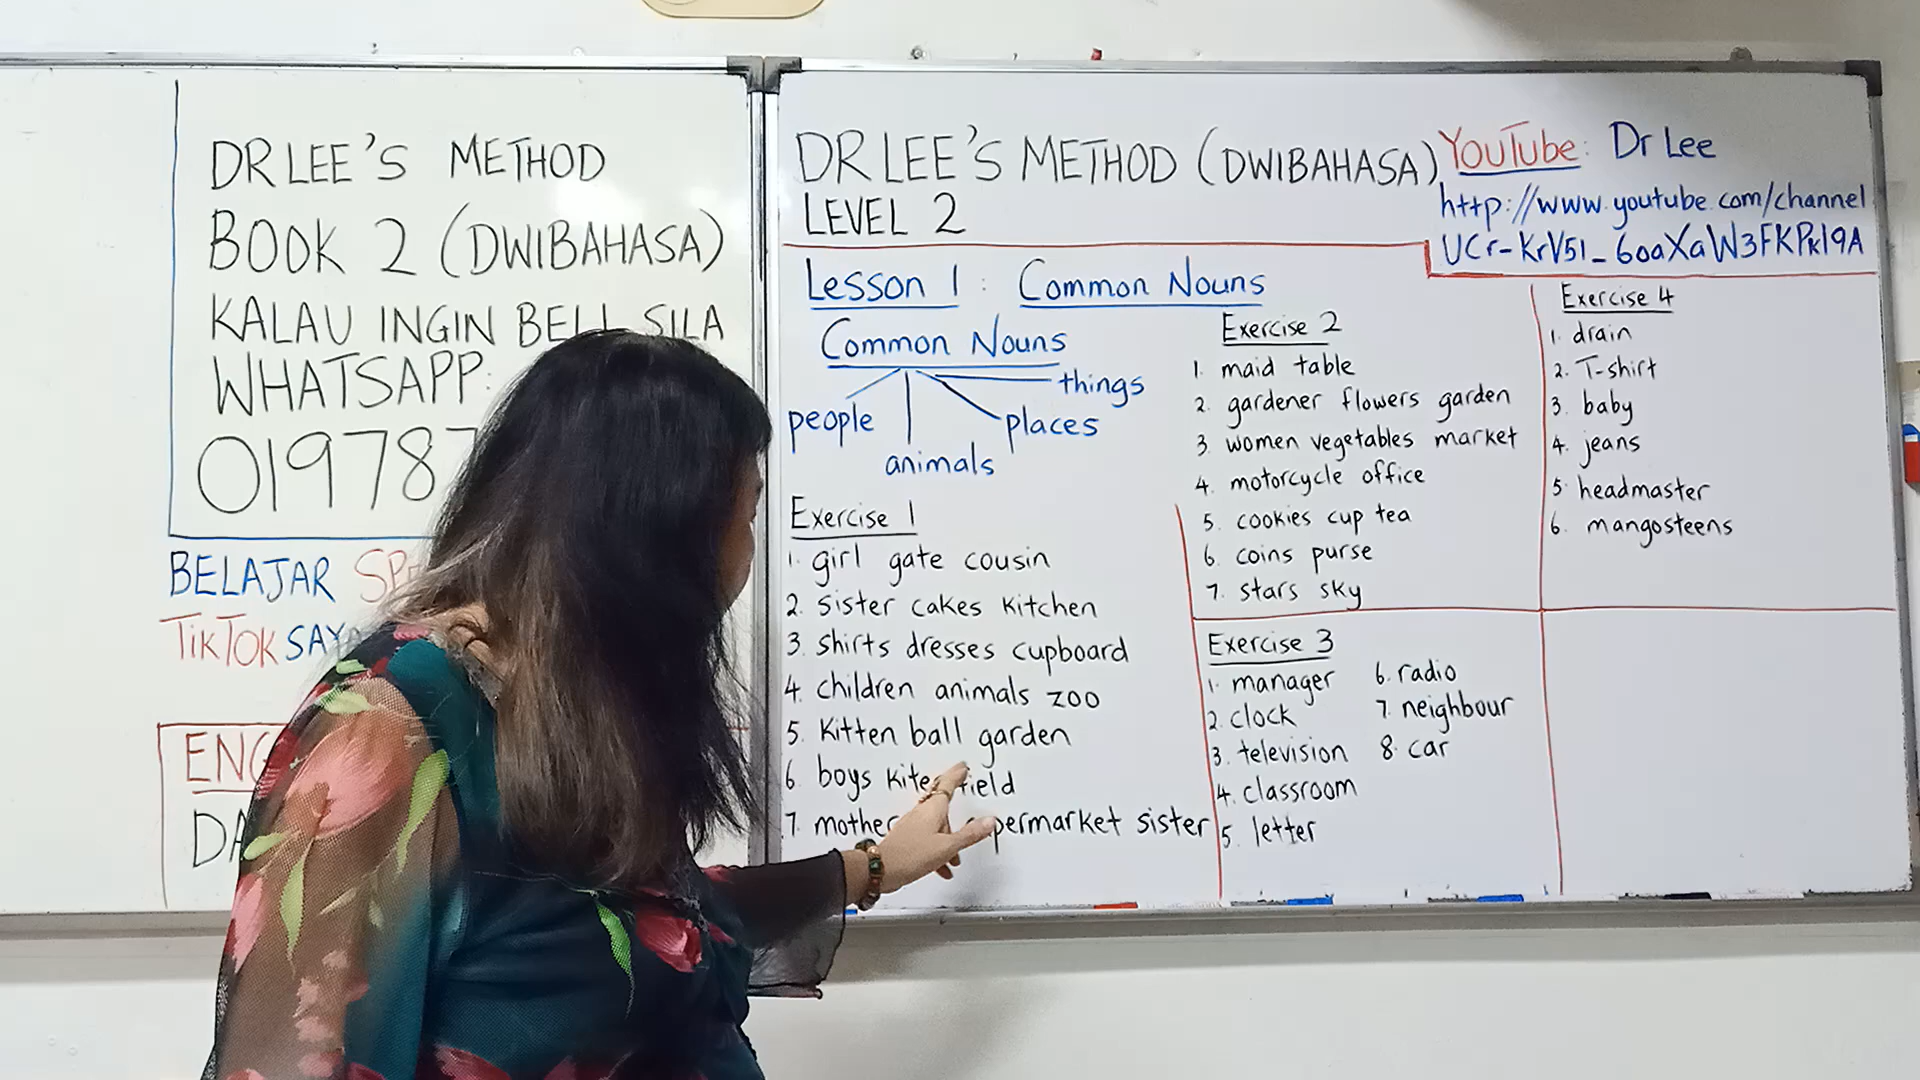 DR LEE'S METHOD
BOOK 2 (DWIBAHASA)
KALAU INGIN BELI SILA
WHATSAPP:
019787
BELAJAR
TIKTOK SAYA
DR LEE'S METHOD (DWIBAHASA)
LEVEL 2
YouTube: Dr Lee
http://www.youtube.com/channel
UCr-KrV5l_6oaXaW3FKPkl9A
Lesson 1: Common Nouns
Common Nouns
people
animals
places
things
Exercise 1
1. girl gate cousin
2. sister cakes kitchen
3. shirts dresses cupboard
4. children animals zoo
5. kitten ball garden
6. boys kites field
7. mother supermarket sister
Exercise 2
1. maid table
2. gardener flowers garden
3. women vegetables market
4. motorcycle office
5. cookies cup tea
6. coins purse
7. stars sky
Exercise 3
1. manager
2. clock
3. television
4. classroom
5. letter
6. radio
7. neighbour
8. car
Exercise 4
1. drain
2. T-shirt
3. baby
4. jeans
5. headmaster
6. mangosteens